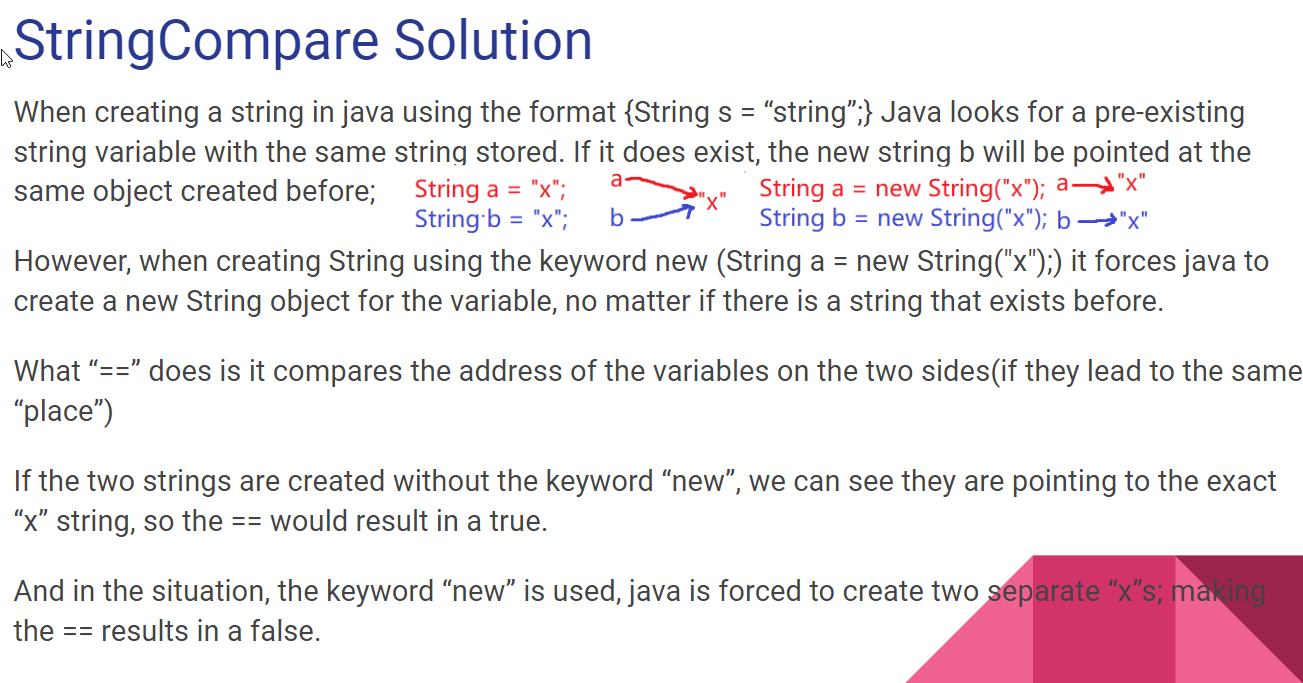 StringCompare Solution
When creating a string in java using the format {String s = “string”;} Java looks for a pre-existing
string variable with the same string stored. If it does exist, the new string b will be pointed at the
same object created before;
String a = "x";
String b = "x";
a
b
"x"
String a = new String("x");
String b = new String("x");
a "x"
b "x"
However, when creating String using the keyword new (String a = new String("x");) it forces java to
create a new String object for the variable, no matter if there is a string that exists before.
What “==” does is it compares the address of the variables on the two sides(if they lead to the same
“place”)
If the two strings are created without the keyword “new”, we can see they are pointing to the exact
“x” string, so the == would result in a true.
And in the situation, the keyword “new” is used, java is forced to create two separate “x”s; making
the == results in a false.